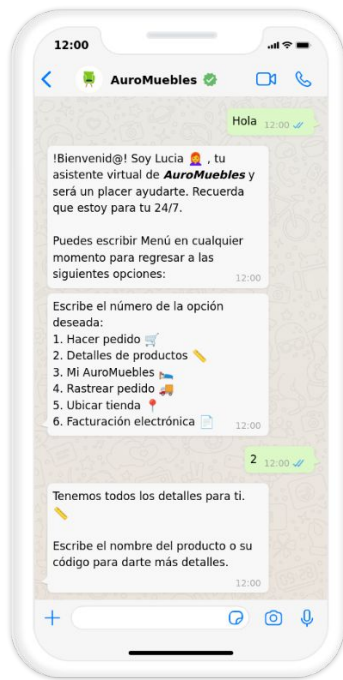 12:00
AuroMuebles
Hola 12:00
!Bienvenid@! Soy Lucia 👩‍🦰 , tu
asistente virtual de AuroMuebles y
será un placer ayudarte. Recuerda
que estoy para tu 24/7.
Puedes escribir Menú en cualquier
momento para regresar a las
siguientes opciones:
12:00
Escribe el número de la opción
deseada:
1. Hacer pedido 🛒
2. Detalles de productos 📏
3. Mi AuroMuebles 🛌
4. Rastrear pedido 🚚
5. Ubicar tienda 📍
6. Facturación electrónica 📄
12:00
2 12:00
Tenemos todos los detalles para ti.
📏
Escribe el nombre del producto o su
código para darte más detalles.
12:00